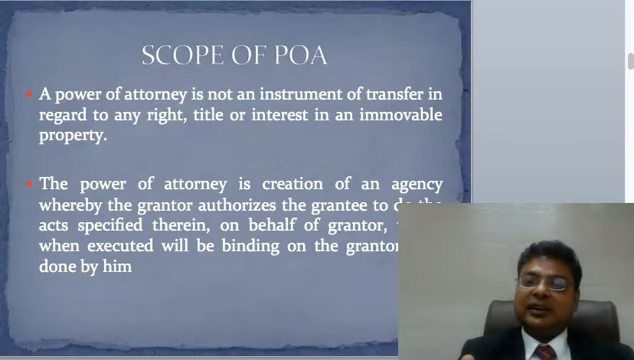 SCOPE OF POA
A power of attorney is not an instrument of transfer in
regard to any right, title or interest in an immovable
property.
The power of attorney is creation of an agency
whereby the grantor authorizes the grantee to do the
acts specified therein, on behalf of grantor,
when executed will be binding on the grantor
done by him